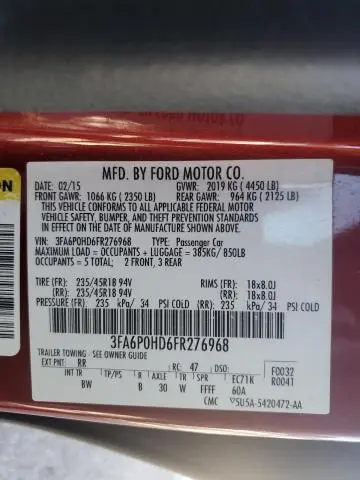 ON
MFD. BY FORD MOTOR CO.
DATE: 02/15 GVWR: 2019 KG ( 4450 LB)
FRONT GAWR: 1066 KG ( 2350 LB) REAR GAWR: 964 KG ( 2125 LB)
THIS VEHICLE CONFORMS TO ALL APPLICABLE FEDERAL MOTOR
VEHICLE SAFETY, BUMPER, AND THEFT PREVENTION STANDARDS
IN EFFECT ON THE DATE OF MANUFACTURE SHOWN ABOVE.
VIN: 3FA6P0HD6FR276968 TYPE: Passenger Car
MAXIMUM LOAD = OCCUPANTS + LUGGAGE = 385KG/ 850LB
OCCUPANTS = 5 TOTAL; 2 FRONT, 3 REAR
TIRE (FR): 235/45R18 94V RIMS (FR): 18x8.0J
(RR): 235/45R18 94V (RR): 18x8.0J
PRESSURE (FR): 235 kPa/ 34 PSI COLD (RR): 235 kPa/ 34 PSI COLD
3FA6P0HD6FR276968
TRAILER TOWING - SEE OWNER GUIDE
EXT PNT: RR RC: 47 DSO: F0032
INT TR TP/PS R AXLE TR SPR EC71K R0041
BW B 30 W FFFF 60A
CMC 5U5A-5420472-AA